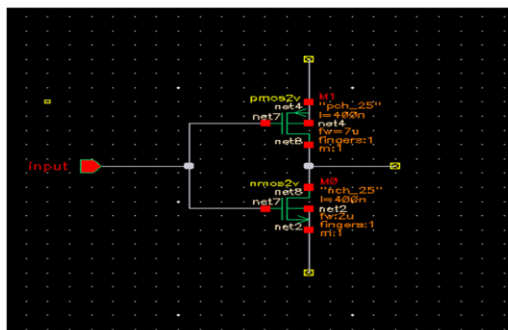 pmos2v
M1
net4
"pch_25"
l=400n
net7
net4
fw=7u
net8
fingers:1
m:1
input
nmos2v
M0
net8
"nch_25"
l=400n
net7
net2
fw:2u
net2
fingers:1
m:1